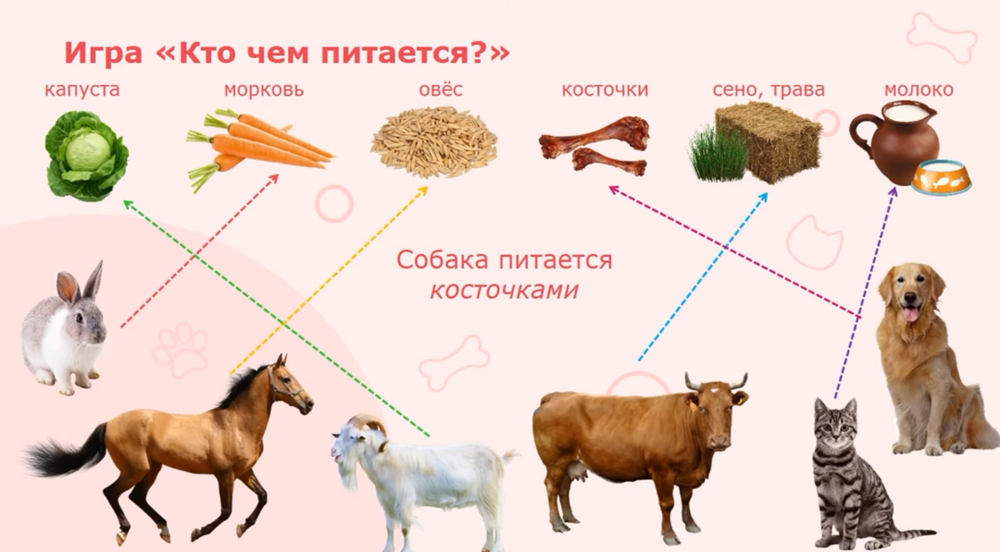 Игра «Кто чем питается?»
капуста
морковь
овёс
косточки
сено, трава
молоко
Собака питается
косточками